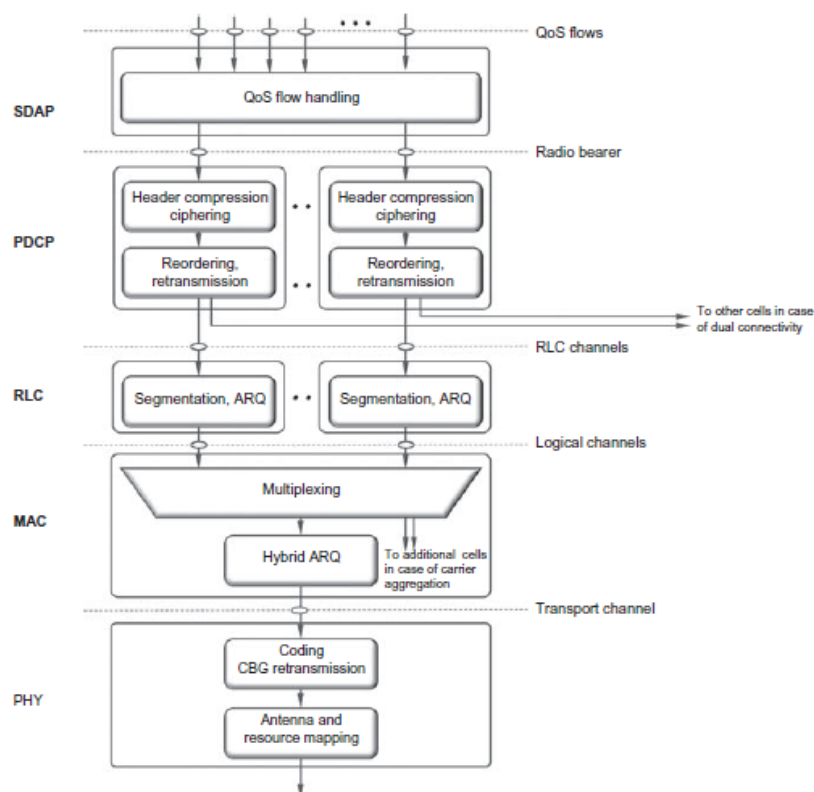 QoS flows
QoS flow handling
SDAP
Radio bearer
Header compression
ciphering
Header compression
ciphering
PDCP
Reordering,
retransmission
Reordering,
retransmission
To other cells in case
of dual connectivity
RLC channels
RLC
Segmentation, ARQ
Segmentation, ARQ
Logical channels
Multiplexing
MAC
Hybrid ARQ
To additional cells
in case of carrier
aggregation
Transport channel
Coding
CBG retransmission
PHY
Antenna and
resource mapping